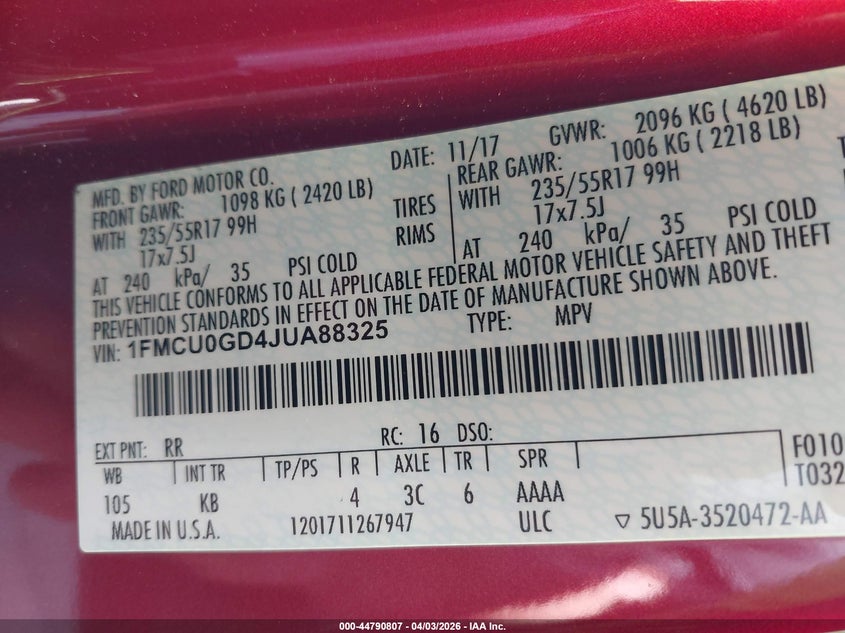 MFD. BY FORD MOTOR CO. DATE: 11/17 GVWR: 2096 KG ( 4620 LB)
FRONT GAWR: 1098 KG ( 2420 LB) REAR GAWR: 1006 KG ( 2218 LB)
WITH 235/55R17 99H TIRES WITH 235/55R17 99H
17x7.5J RIMS 17x7.5J
AT 240 kPa/ 35 PSI COLD AT 240 kPa/ 35 PSI COLD
THIS VEHICLE CONFORMS TO ALL APPLICABLE FEDERAL MOTOR VEHICLE SAFETY AND THEFT
PREVENTION STANDARDS IN EFFECT ON THE DATE OF MANUFACTURE SHOWN ABOVE.
VIN: 1FMCU0GD4JUA88325 TYPE: MPV
EXT PNT: RR RC: 16 DSO:
WB INT TR TP/PS R AXLE TR SPR F010
105 KB 4 3C 6 AAAA T032
MADE IN U.S.A. 1201711267947 ULC ▽ 5U5A-3520472-AA
000-44790807 - 04/03/2026 - IAA Inc.